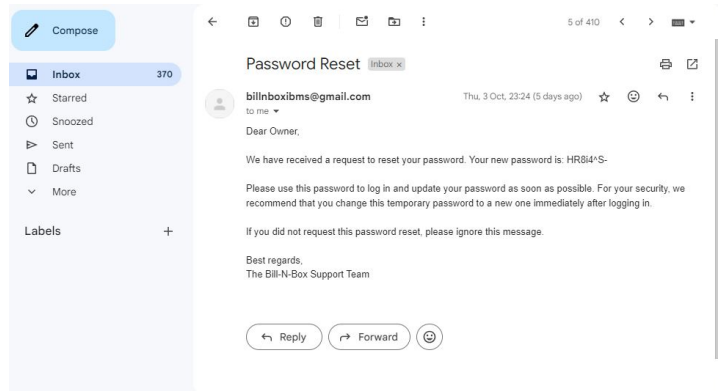 Compose
5 of 410
Inbox 370
Starred
Snoozed
Sent
Drafts
More
Labels +
Password Reset Inbox x
billnboxibms@gmail.com Thu, 3 Oct, 23:24 (5 days ago)
to me
Dear Owner,
We have received a request to reset your password. Your new password is: HR8i4^S-
Please use this password to log in and update your password as soon as possible. For your security, we
recommend that you change this temporary password to a new one immediately after logging in.
If you did not request this password reset, please ignore this message.
Best regards,
The Bill-N-Box Support Team
Reply
Forward